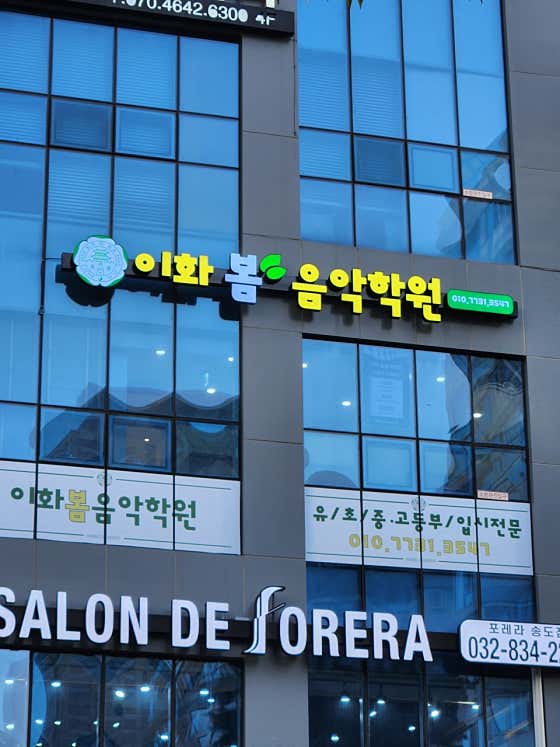 070.4642.6300
이화 봄 음악학원
010.7731.3547
이화봄음악학원
유/초/중·고등부/입시전문
010.7731.3547
SALON DE FORERA
포레라 송도
032-834-2